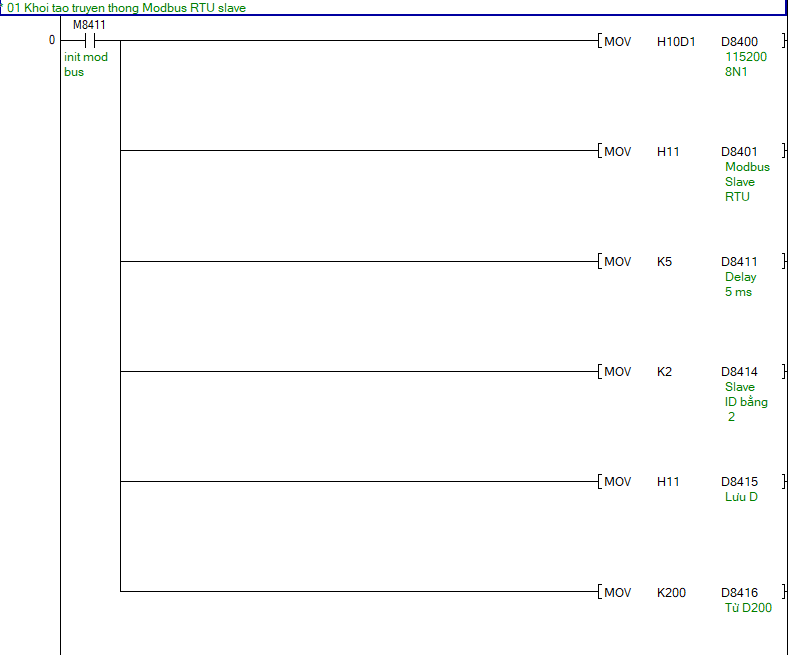 * 01 Khoi tao truyen thong Modbus RTU slave
M8411
0
init mod
bus
MOV H10D1 D8400
115200
8N1
MOV H11 D8401
Modbus
Slave
RTU
MOV K5 D8411
Delay
5 ms
MOV K2 D8414
Slave
ID bằng
2
MOV H11 D8415
Lưu D
MOV K200 D8416
Từ D200